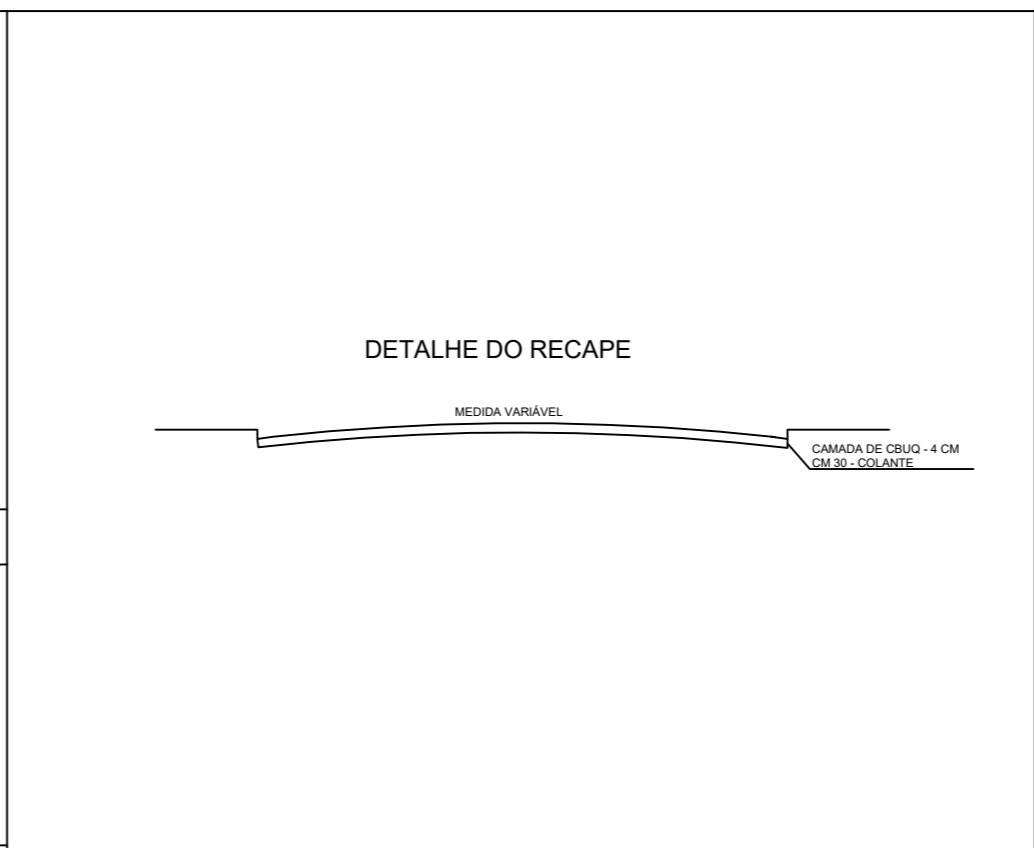 DETALHE DO RECAPE
MEDIDA VARIÁVEL
CAMADA DE CBUQ - 4 CM
CM 30 - COLANTE